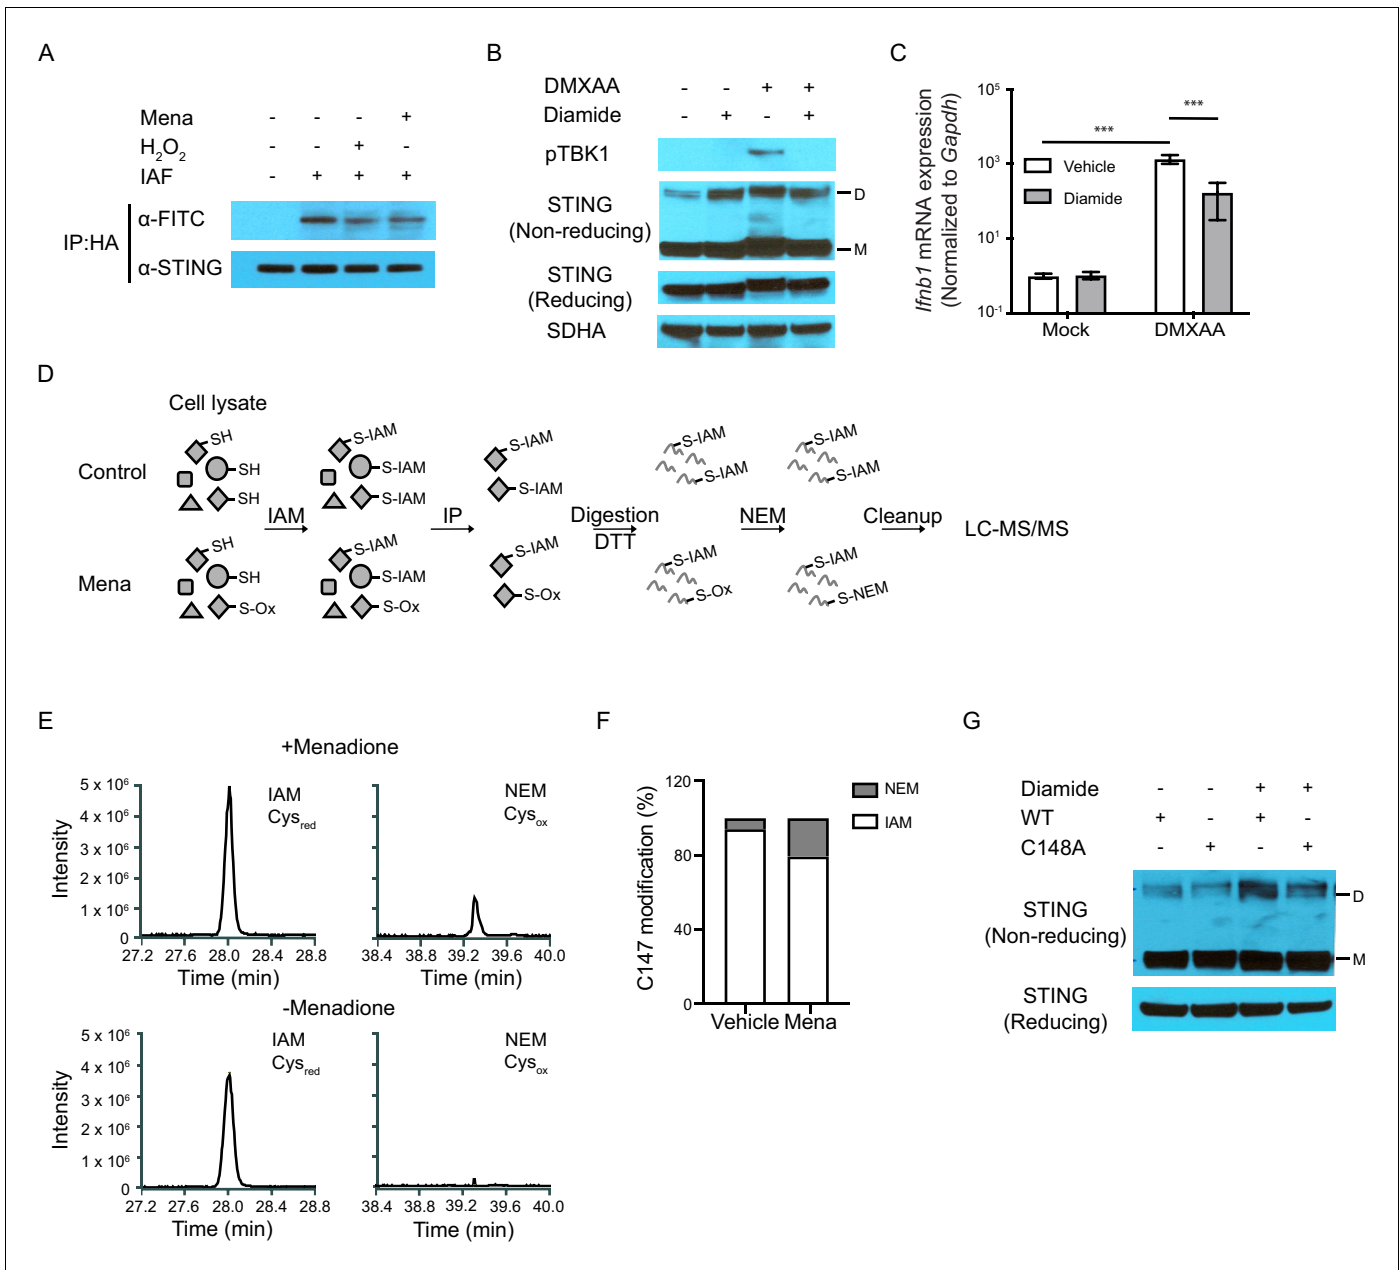 A
Mena - - - +
H2O2 - - + -
IAF - + + +
IP:HA
α-FITC
α-STING
B
DMXAA - - + +
Diamide - + - +
pTBK1
STING
(Non-reducing)
D
M
STING
(Reducing)
SDHA
C
Ifnb1 mRNA expression
(Normalized to Gapdh)
10^5
10^3
10^1
10^-1
***
***
Vehicle
Diamide
Mock DMXAA
D
Cell lysate
Control
SH
SH
SH
IAM
S-IAM
S-IAM
S-IAM
IP
S-IAM
S-IAM
Digestion
DTT
S-IAM
S-IAM
NEM
S-IAM
S-IAM
Cleanup
LC-MS/MS
Mena
SH
SH
S-Ox
S-IAM
S-IAM
S-Ox
S-IAM
S-Ox
S-IAM
S-Ox
S-IAM
S-NEM
E
+Menadione
Intensity
5 x 10^6
4 x 10^6
3 x 10^6
2 x 10^6
1 x 10^6
0
IAM
Cys_red
27.2 27.6 28.0 28.4 28.8
Time (min)
NEM
Cys_ox
38.4 38.8 39.2 39.6 40.0
Time (min)
-Menadione
Intensity
5 x 10^6
4 x 10^6
3 x 10^6
2 x 10^6
1 x 10^6
0
IAM
Cys_red
27.2 27.6 28.0 28.4 28.8
Time (min)
NEM
Cys_ox
38.4 38.8 39.2 39.6 40.0
Time (min)
F
C147 modification (%)
120
80
40
0
NEM
IAM
Vehicle Mena
G
Diamide - - + +
WT + - + -
C148A - + - +
STING
(Non-reducing)
D
M
STING
(Reducing)